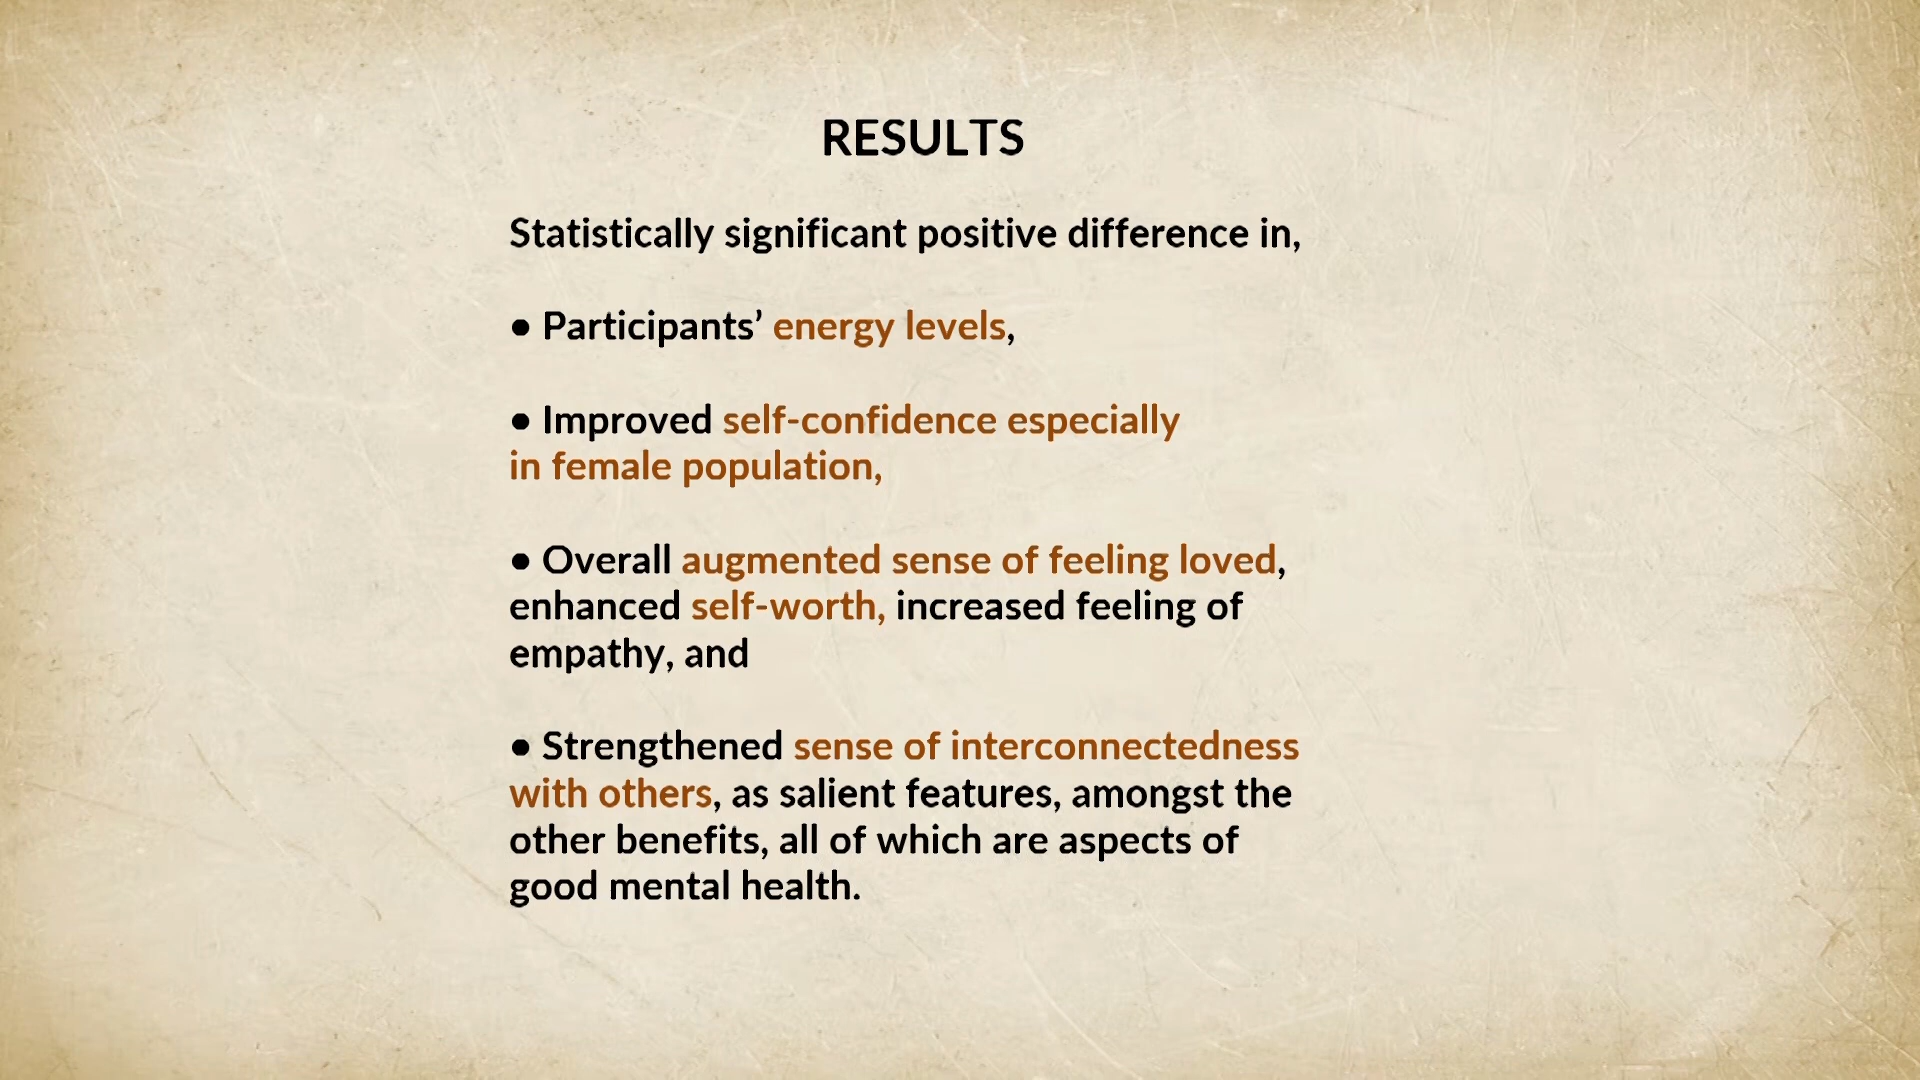 RESULTS
Statistically significant positive difference in,
● Participants’ energy levels,
● Improved self-confidence especially
in female population,
● Overall augmented sense of feeling loved,
enhanced self-worth, increased feeling of
empathy, and
● Strengthened sense of interconnectedness
with others, as salient features, amongst the
other benefits, all of which are aspects of
good mental health.